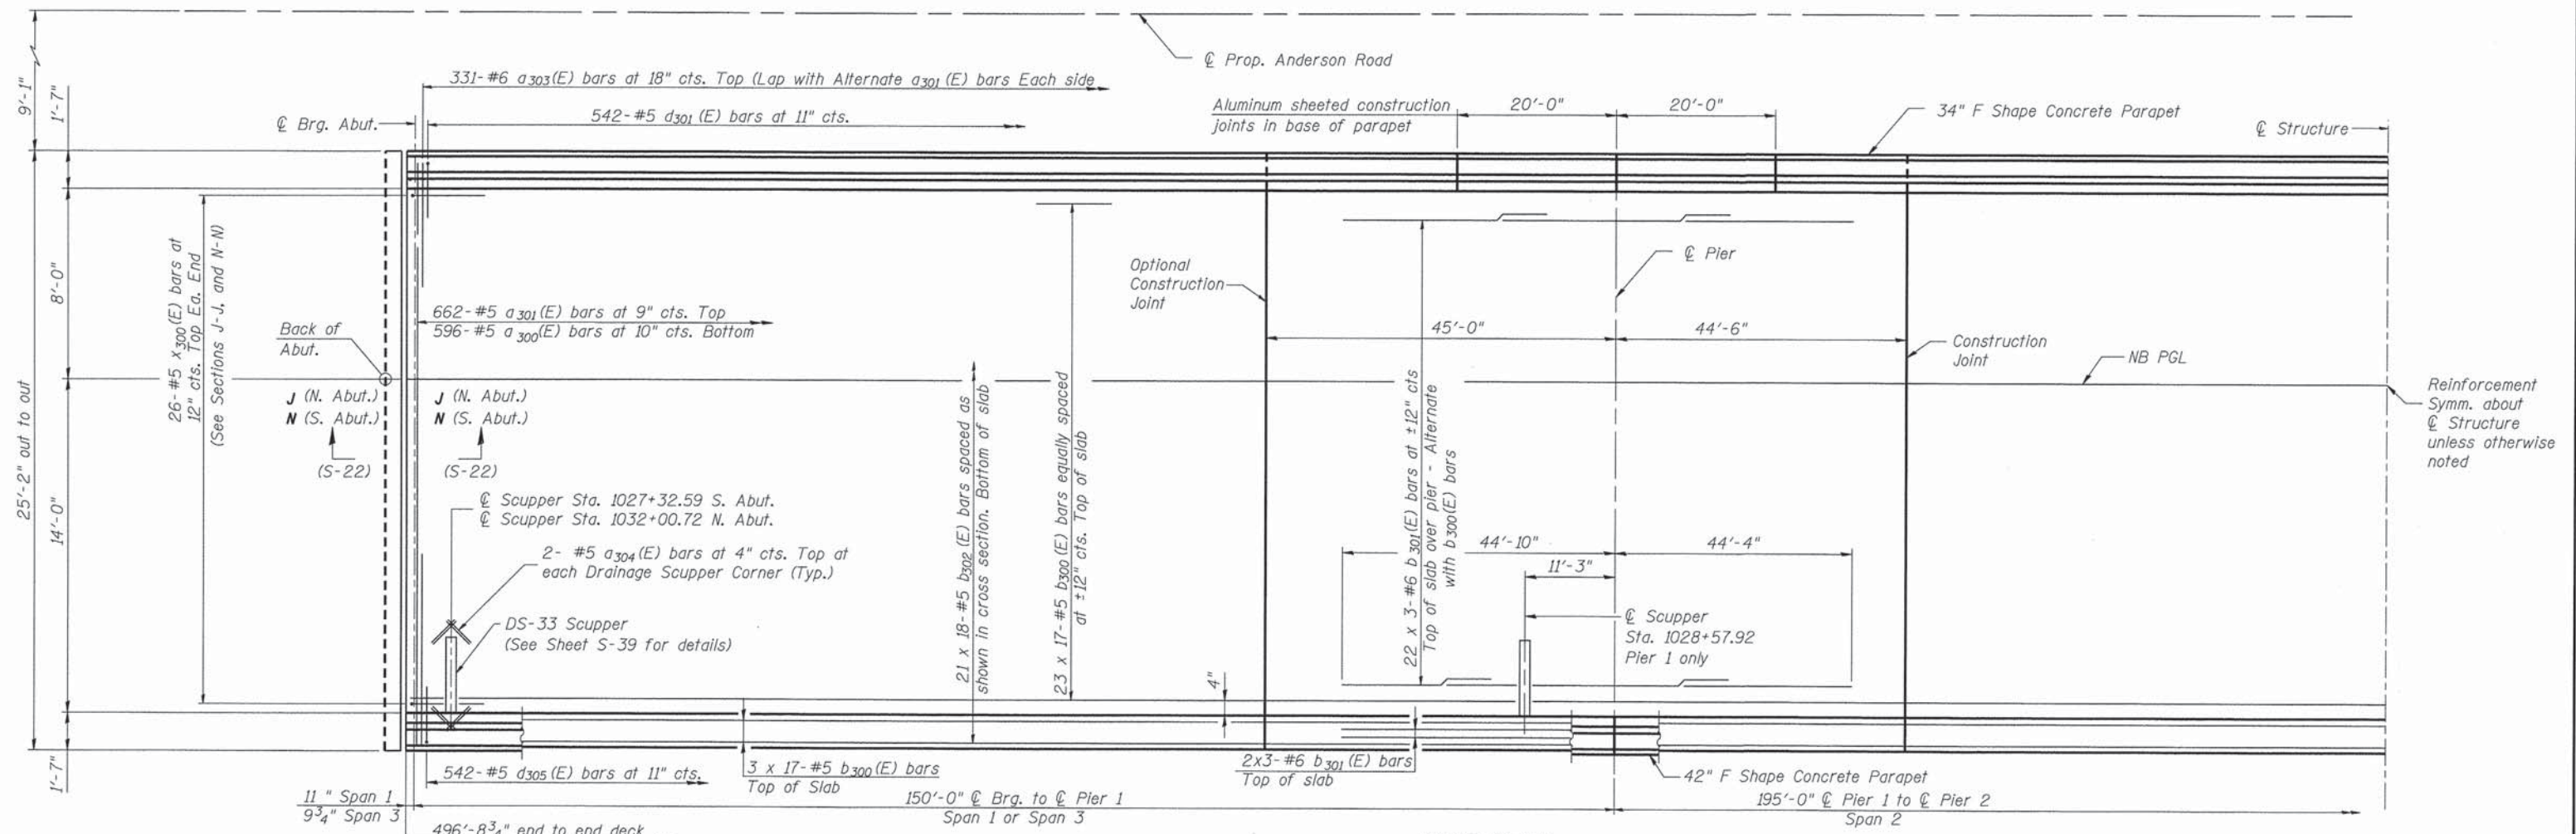 ℄ Prop. Anderson Road
331-#6 a303(E) bars at 18" cts. Top (Lap with Alternate a301 (E) bars Each side
542-#5 d301 (E) bars at 11" cts.
℄ Brg. Abut.
Aluminum sheeted construction
joints in base of parapet
20'-0"
20'-0"
34" F Shape Concrete Parapet
℄ Structure
9'-1"
1'-7"
8'-0"
14'-0"
1'-7"
25'-2" out to out
26-#5 x300(E) bars at
12" cts. Top Ea. End
(See Sections J-J, and N-N)
Back of
Abut.
J (N. Abut.)
N (S. Abut.)
(S-22)
J (N. Abut.)
N (S. Abut.)
(S-22)
662-#5 a301(E) bars at 9" cts. Top
596-#5 a300(E) bars at 10" cts. Bottom
℄ Scupper Sta. 1027+32.59 S. Abut.
℄ Scupper Sta. 1032+00.72 N. Abut.
2- #5 a304(E) bars at 4" cts. Top at
each Drainage Scupper Corner (Typ.)
DS-33 Scupper
(See Sheet S-39 for details)
21 x 18-#5 b302 (E) bars spaced as
shown in cross section. Bottom of slab
23 x 17-#5 b300 (E) bars equally spaced
at ±12" cts. Top of slab
Optional
Construction
Joint
℄ Pier
45'-0"
44'-6"
Construction
Joint
NB PGL
Reinforcement
Symm. about
℄ Structure
unless otherwise
noted
22 x 3-#6 b301(E) bars at ±12" cts
Top of slab over pier - Alternate
with b300(E) bars
44'-10"
44'-4"
11'-3"
℄ Scupper
Sta. 1028+57.92
Pier 1 only
4"
542-#5 d305(E) bars at 11" cts.
3 x 17-#5 b300(E) bars
Top of Slab
2x3-#6 b301(E) bars
Top of slab
42" F Shape Concrete Parapet
11 " Span 1
9¾" Span 3
150'-0" ℄ Brg. to ℄ Pier 1
Span 1 or Span 3
195'-0" ℄ Pier 1 to ℄ Pier 2
Span 2
496'-8¾" end to end deck